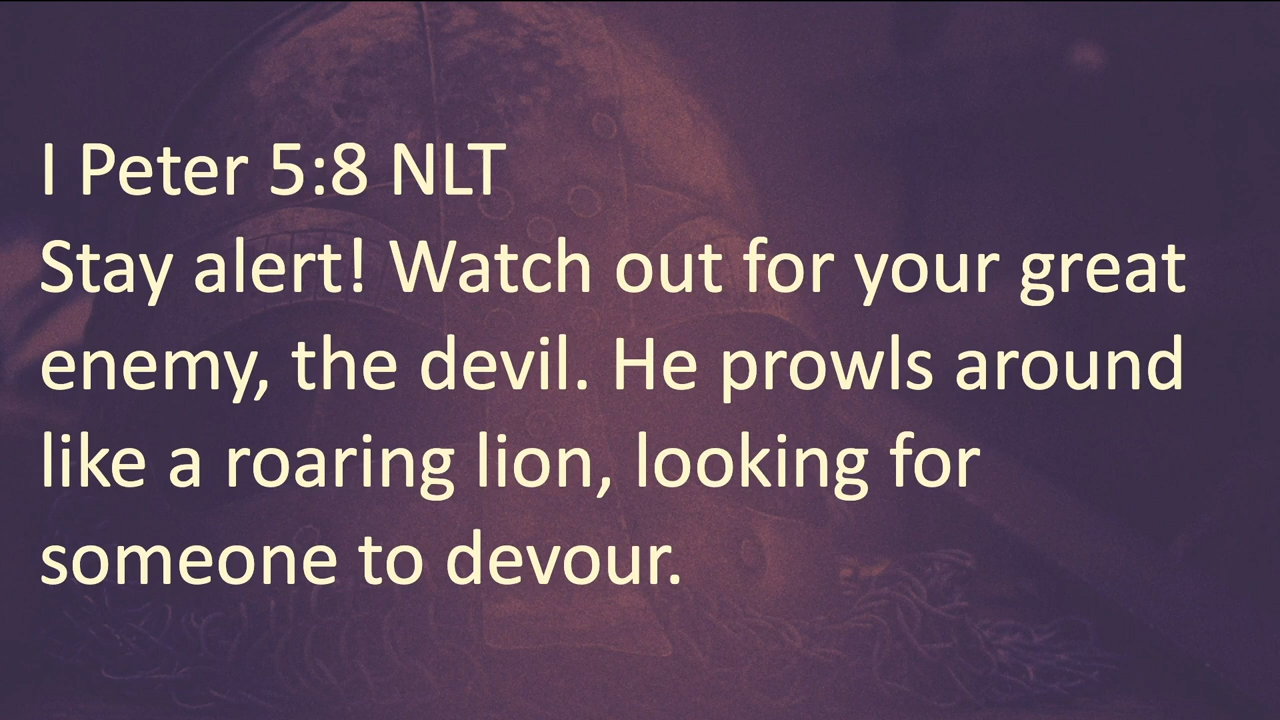 I Peter 5:8 NLT
Stay alert! Watch out for your great
enemy, the devil. He prowls around
like a roaring lion, looking for
someone to devour.